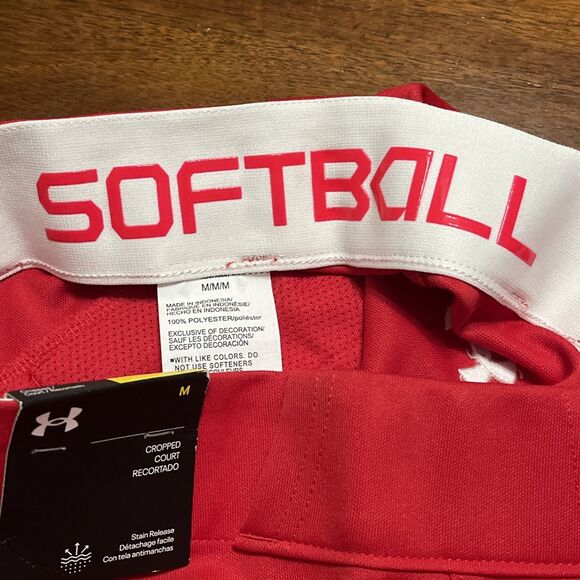 SOFTBALL
M/M/M
MADE IN INDONESIA/
FABRIQUÉ EN INDONÉSIE/
HECHO EN INDONESIA
100% POLYESTER/poliéster
EXCLUSIVE OF DECORATION/
SAUF LES DÉCORATIONS/
EXCEPTO DECORACIÓN
*WITH LIKE COLORS. DO
NOT USE SOFTENERS
COULEURS
M
CROPPED
COURT
RECORTADO
Stain Release
Détachage facile
Con tela antimanchas